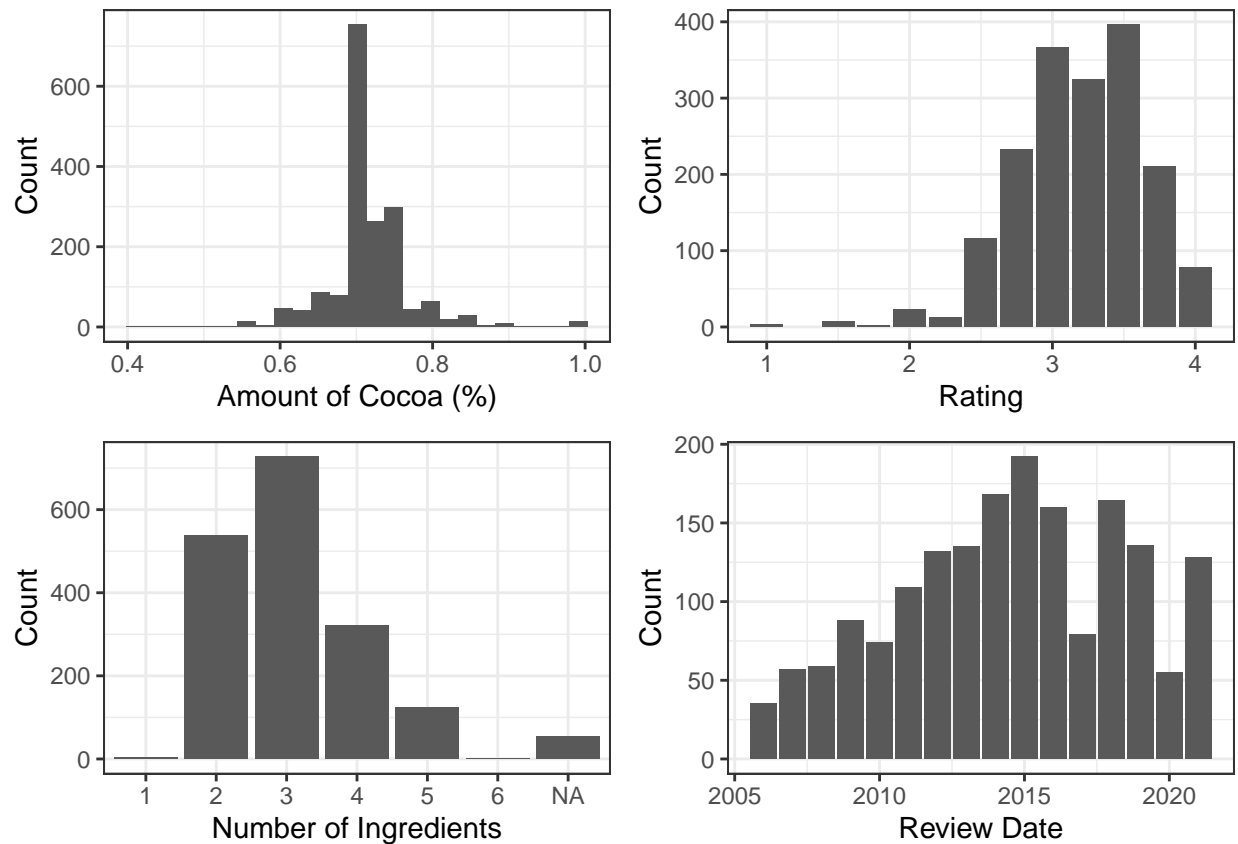 600
400
200
0
Count
0.4 0.6 0.8 1.0
Amount of Cocoa (%)
400
300
200
100
0
Count
1 2 3 4
Rating
600
400
200
0
Count
1 2 3 4 5 6 NA
Number of Ingredients
200
150
100
50
0
Count
2005 2010 2015 2020
Review Date